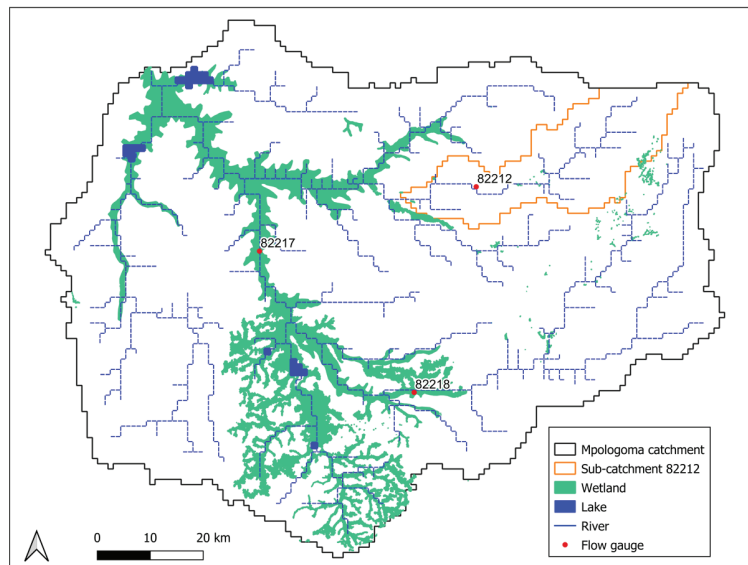 82212
82217
82218
Mpologoma catchment
Sub-catchment 82212
Wetland
Lake
River
Flow gauge
0 10 20 km